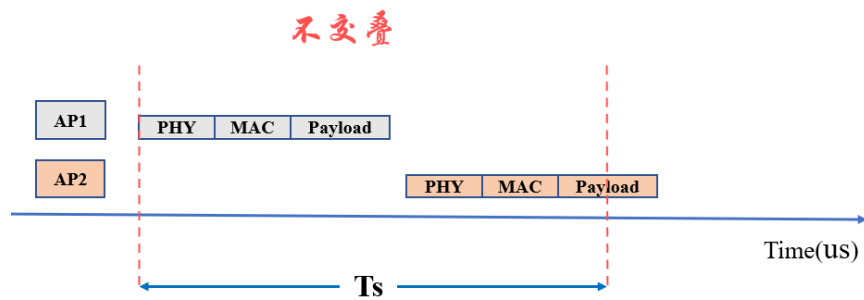 不交叠
AP1
PHY MAC Payload
AP2
PHY MAC Payload
Time(us)
Ts